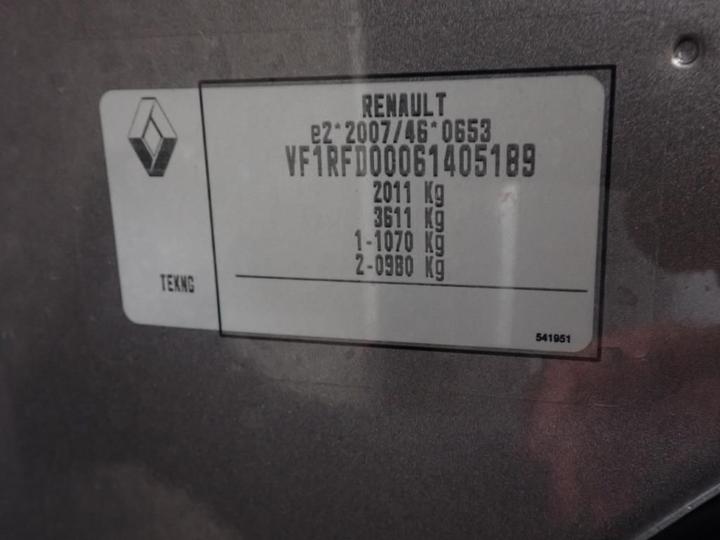 RENAULT
e2*2007/46*0653
VF1RFD00061405189
2011 Kg
3611 Kg
1-1070 Kg
2-0980 Kg
TEKNG
541951